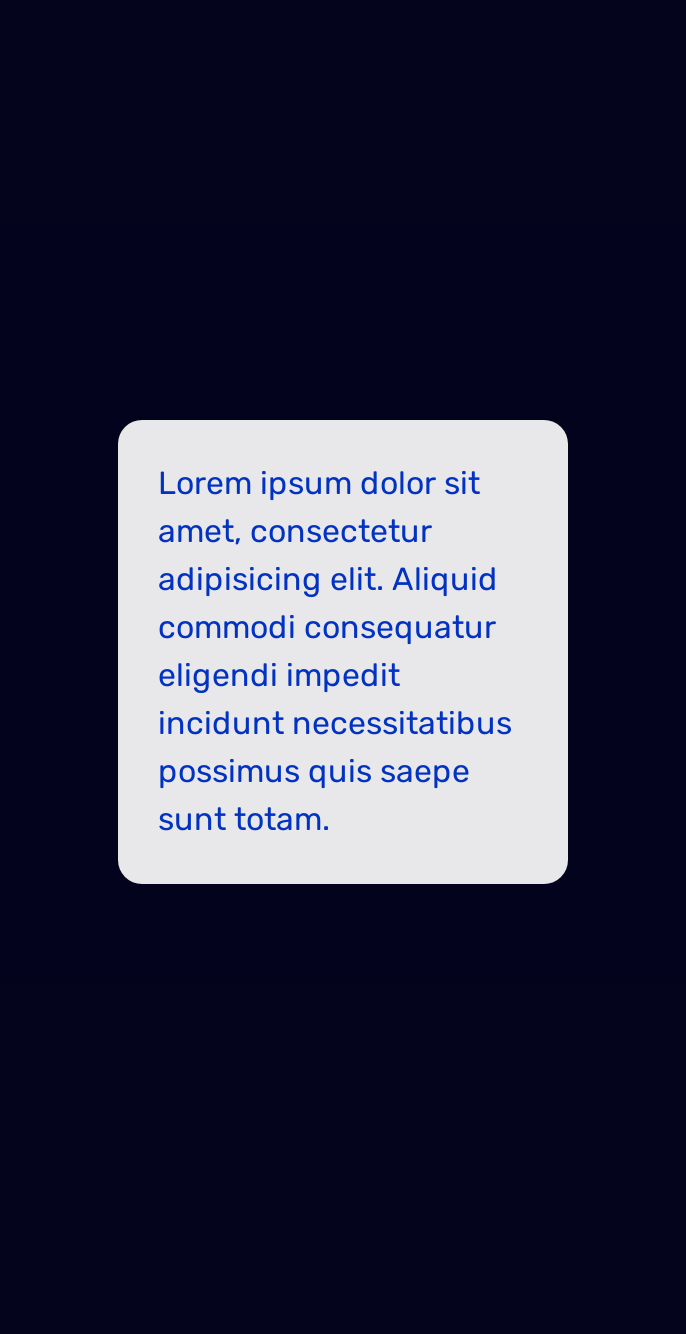 Lorem ipsum dolor sit
amet, consectetur
adipisicing elit. Aliquid
commodi consequatur
eligendi impedit
incidunt necessitatibus
possimus quis saepe
sunt totam.